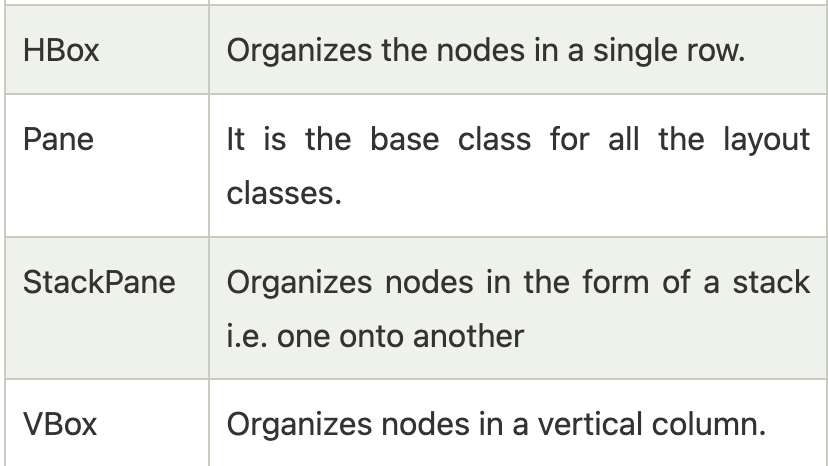 HBox
Organizes the nodes in a single row.
Pane
It is the base class for all the layout
classes.
StackPane
Organizes nodes in the form of a stack
i.e. one onto another
VBox
Organizes nodes in a vertical column.